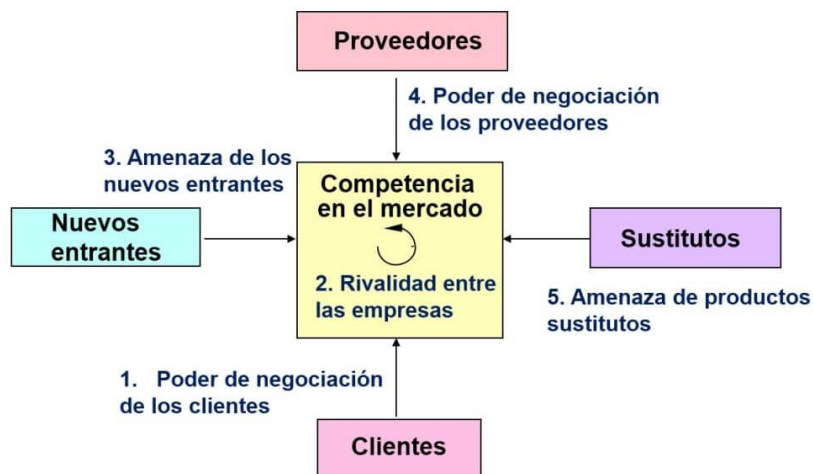 Proveedores
4. Poder de negociación
de los proveedores
3. Amenaza de los
nuevos entrantes
Competencia
en el mercado
Nuevos
entrantes
Sustitutos
2. Rivalidad entre
las empresas
5. Amenaza de productos
sustitutos
1. Poder de negociación
de los clientes
Clientes